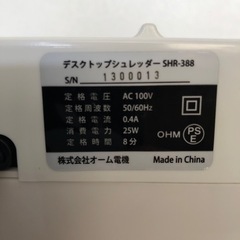 デスクトップシュレッダー SHR-388
S/N 1300013
定格電圧 AC 100V
定格周波数 50/60Hz
定格電流 0.4A
消費電力 25W
定格時間 8分
OHM
PS
E
株式会社オーム電機 Made in China